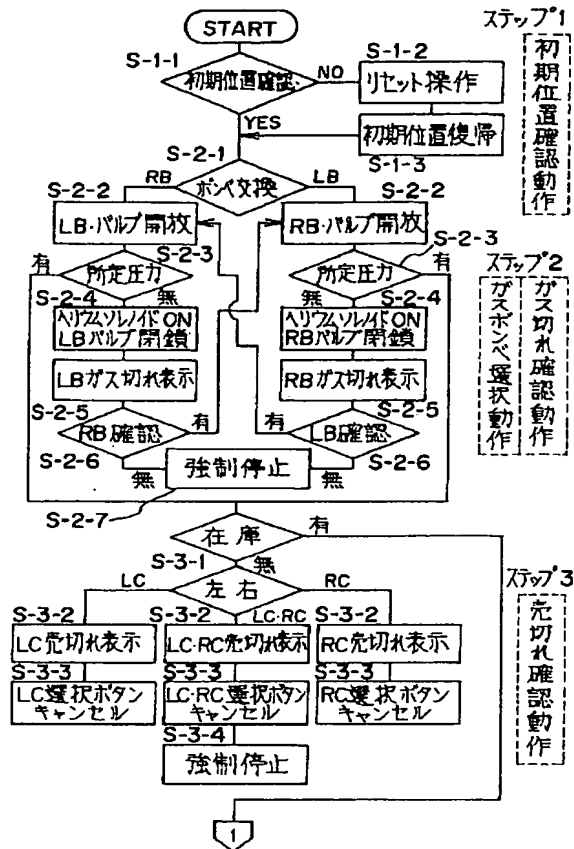 START
ステップ1
初期位置確認動作
S-1-1
初期位置確認
NO
S-1-2
リセット操作
YES
初期位置復帰
S-1-3
S-2-1
ボンベ交換
RB
LB
S-2-2
LB・バルブ開放
S-2-2
RB・バルブ開放
S-2-3
所定圧力
有
無
S-2-3
所定圧力
有
無
ステップ2
ガス切れ確認動作
ガスボンベ選択動作
S-2-4
ヘリウムソレノイドON
LBバルブ閉鎖
S-2-4
ヘリウムソレノイドON
RBバルブ閉鎖
LBガス切れ表示
RBガス切れ表示
S-2-5
RB確認
有
S-2-5
LB確認
有
S-2-6
無
強制停止
無
S-2-6
S-2-7
在庫
有
無
S-3-1
左右
LC
LC・RC
RC
ステップ3
売切れ確認動作
S-3-2
LC売切れ表示
S-3-2
LC・RC売切れ表示
S-3-2
RC売切れ表示
S-3-3
LC選択ボタン
キャンセル
S-3-3
LC・RC選択ボタン
キャンセル
S-3-3
RC選択ボタン
キャンセル
S-3-4
強制停止
1